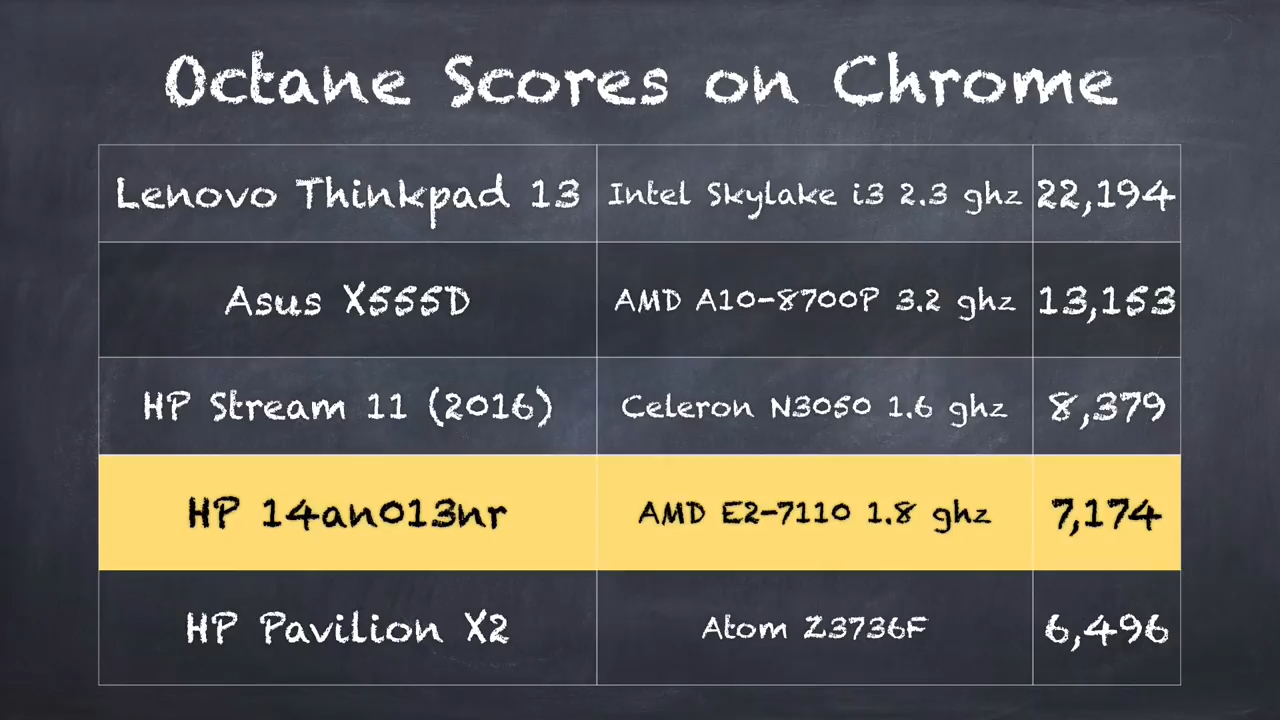 Octane Scores on Chrome
Lenovo Thinkpad 13 Intel Skylake i3 2.3 ghz 22,194
Asus X555D AMD A10-8700P 3.2 ghz 13,153
HP Stream 11 (2016) Celeron N3050 1.6 ghz 8,379
HP 14an013nr AMD E2-7110 1.8 ghz 7,174
HP Pavilion X2 Atom Z3736F 6,496